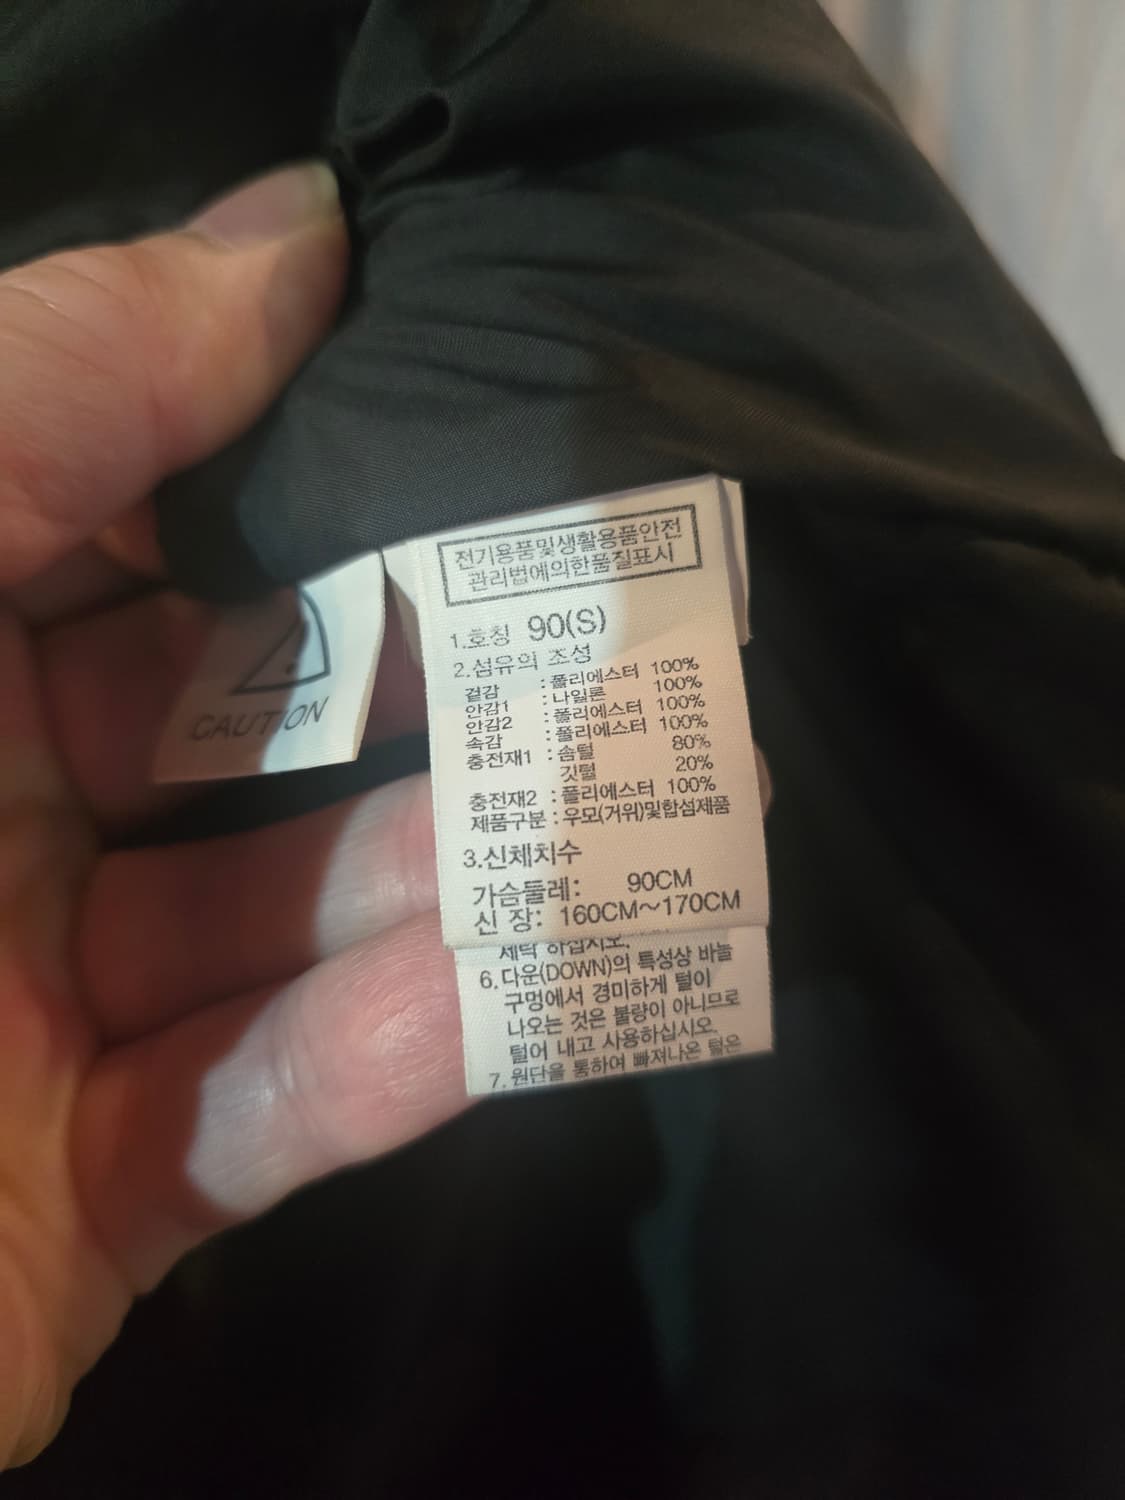 전기용품및생활용품안전
관리법에의한품질표시
1.호칭 90(S)
2.섬유의 조성
겉감 : 폴리에스터 100%
안감1 : 나일론 100%
안감2 : 폴리에스터 100%
속감 : 폴리에스터 100%
충전재1 : 솜털 80%
깃털 20%
충전재2 : 폴리에스터 100%
제품구분 : 우모(거위)및합섬제품
3.신체치수
가슴둘레: 90CM
신 장: 160CM~170CM
세탁 하십시오.
6.다운(DOWN)의 특성상 바늘
구멍에서 경미하게 털이
나오는 것은 불량이 아니므로
털어 내고 사용하십시오.
7.원단을 통하여 빠져나온 털은
CAUTION